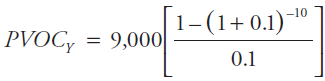 PVOC_Y = 9,000[(1−(1+0.1)^−10)/0.1]